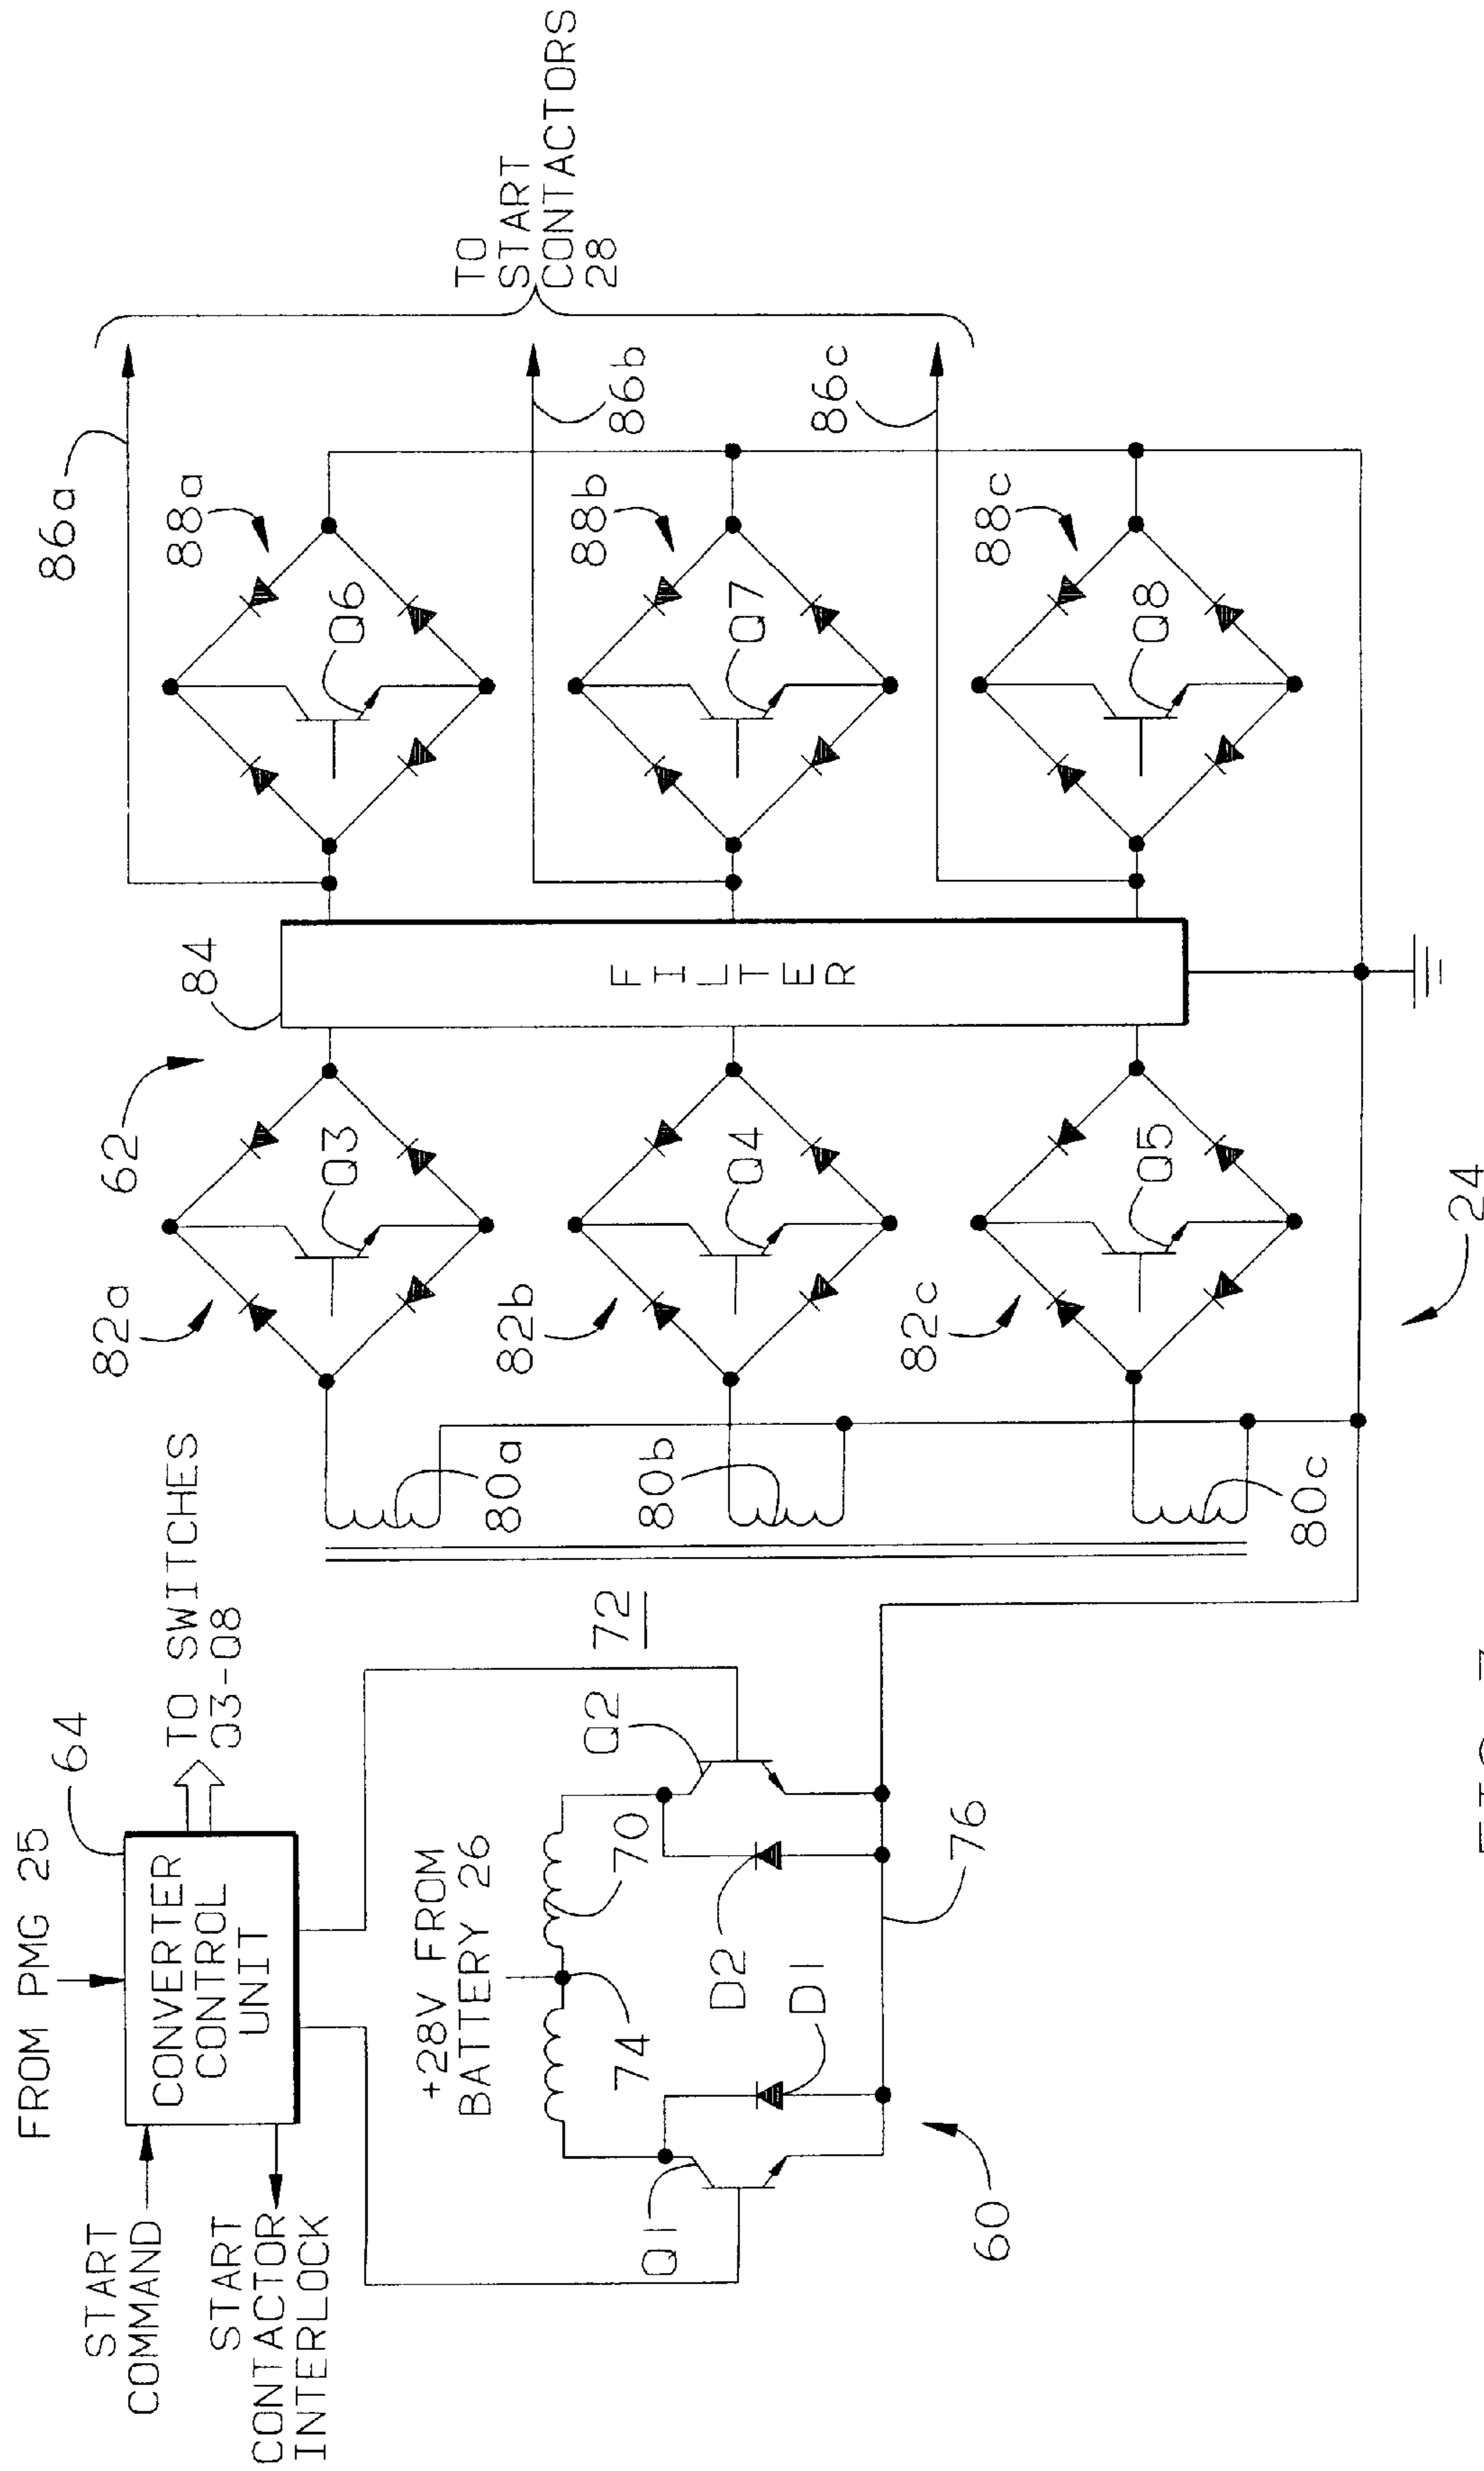 FROM PMG 25
64
START
COMMAND
CONVERTER
CONTROL
UNIT
TO SWITCHES
Q3-Q8
START
CONTACTOR
INTERLOCK
+28V FROM
BATTERY 26
74
70
Q1
Q2
D2
D1
76
60
72
80a
80b
80c
82a
82b
82c
Q3
Q4
Q5
62
84
FILTER
86a
86b
86c
88a
88b
88c
Q6
Q7
Q8
TO
START
CONTACTORS
28
24